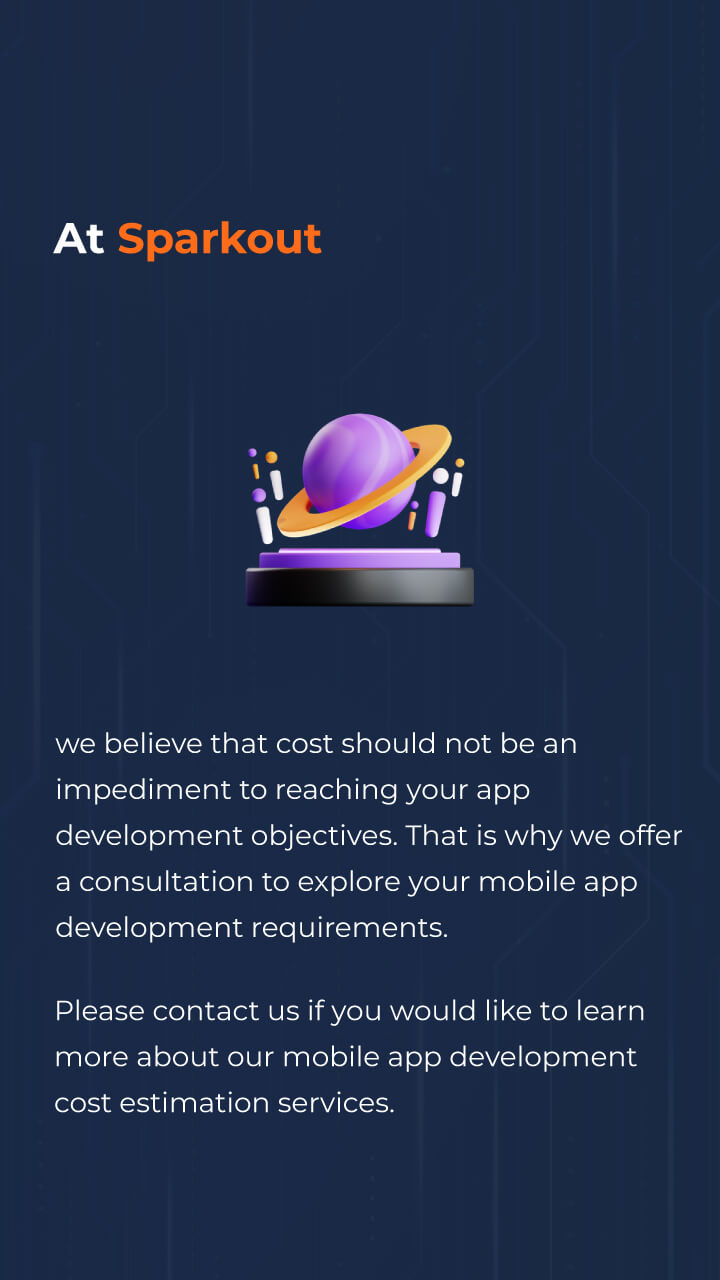 At Sparkout
we believe that cost should not be an
impediment to reaching your app
development objectives. That is why we offer
a consultation to explore your mobile app
development requirements.
Please contact us if you would like to learn
more about our mobile app development
cost estimation services.